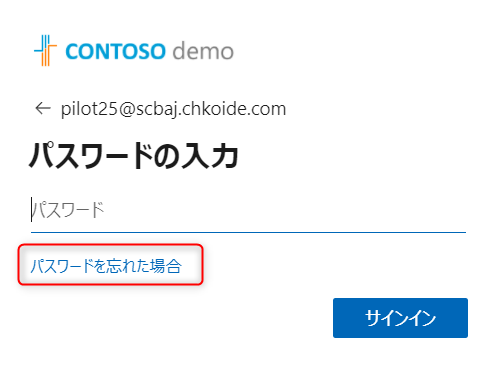 CONTOSO demo
← pilot25@scbaj.chkoide.com
パスワードの入力
パスワード
パスワードを忘れた場合
サインイン